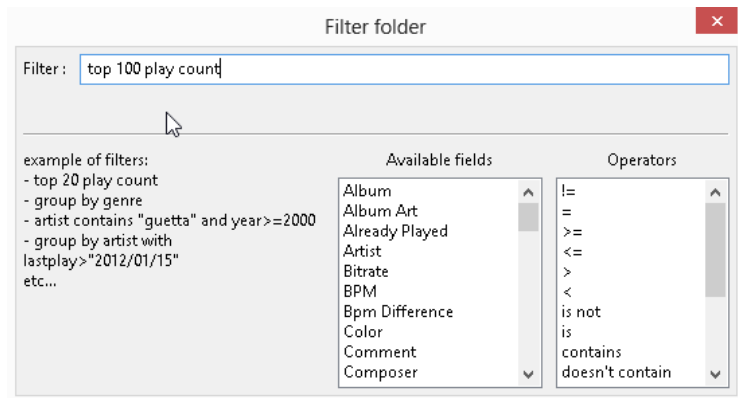 Filter folder
Filter : top 100 play count
example of filters:
- top 20 play count
- group by genre
- artist contains "guetta" and year>=2000
- group by artist with
lastplay>"2012/01/15"
etc...
Available fields
Album
Album Art
Already Played
Artist
Bitrate
BPM
Bpm Difference
Color
Comment
Composer
Operators
!=
=
>=
<=
>
<
is not
is
contains
doesn't contain